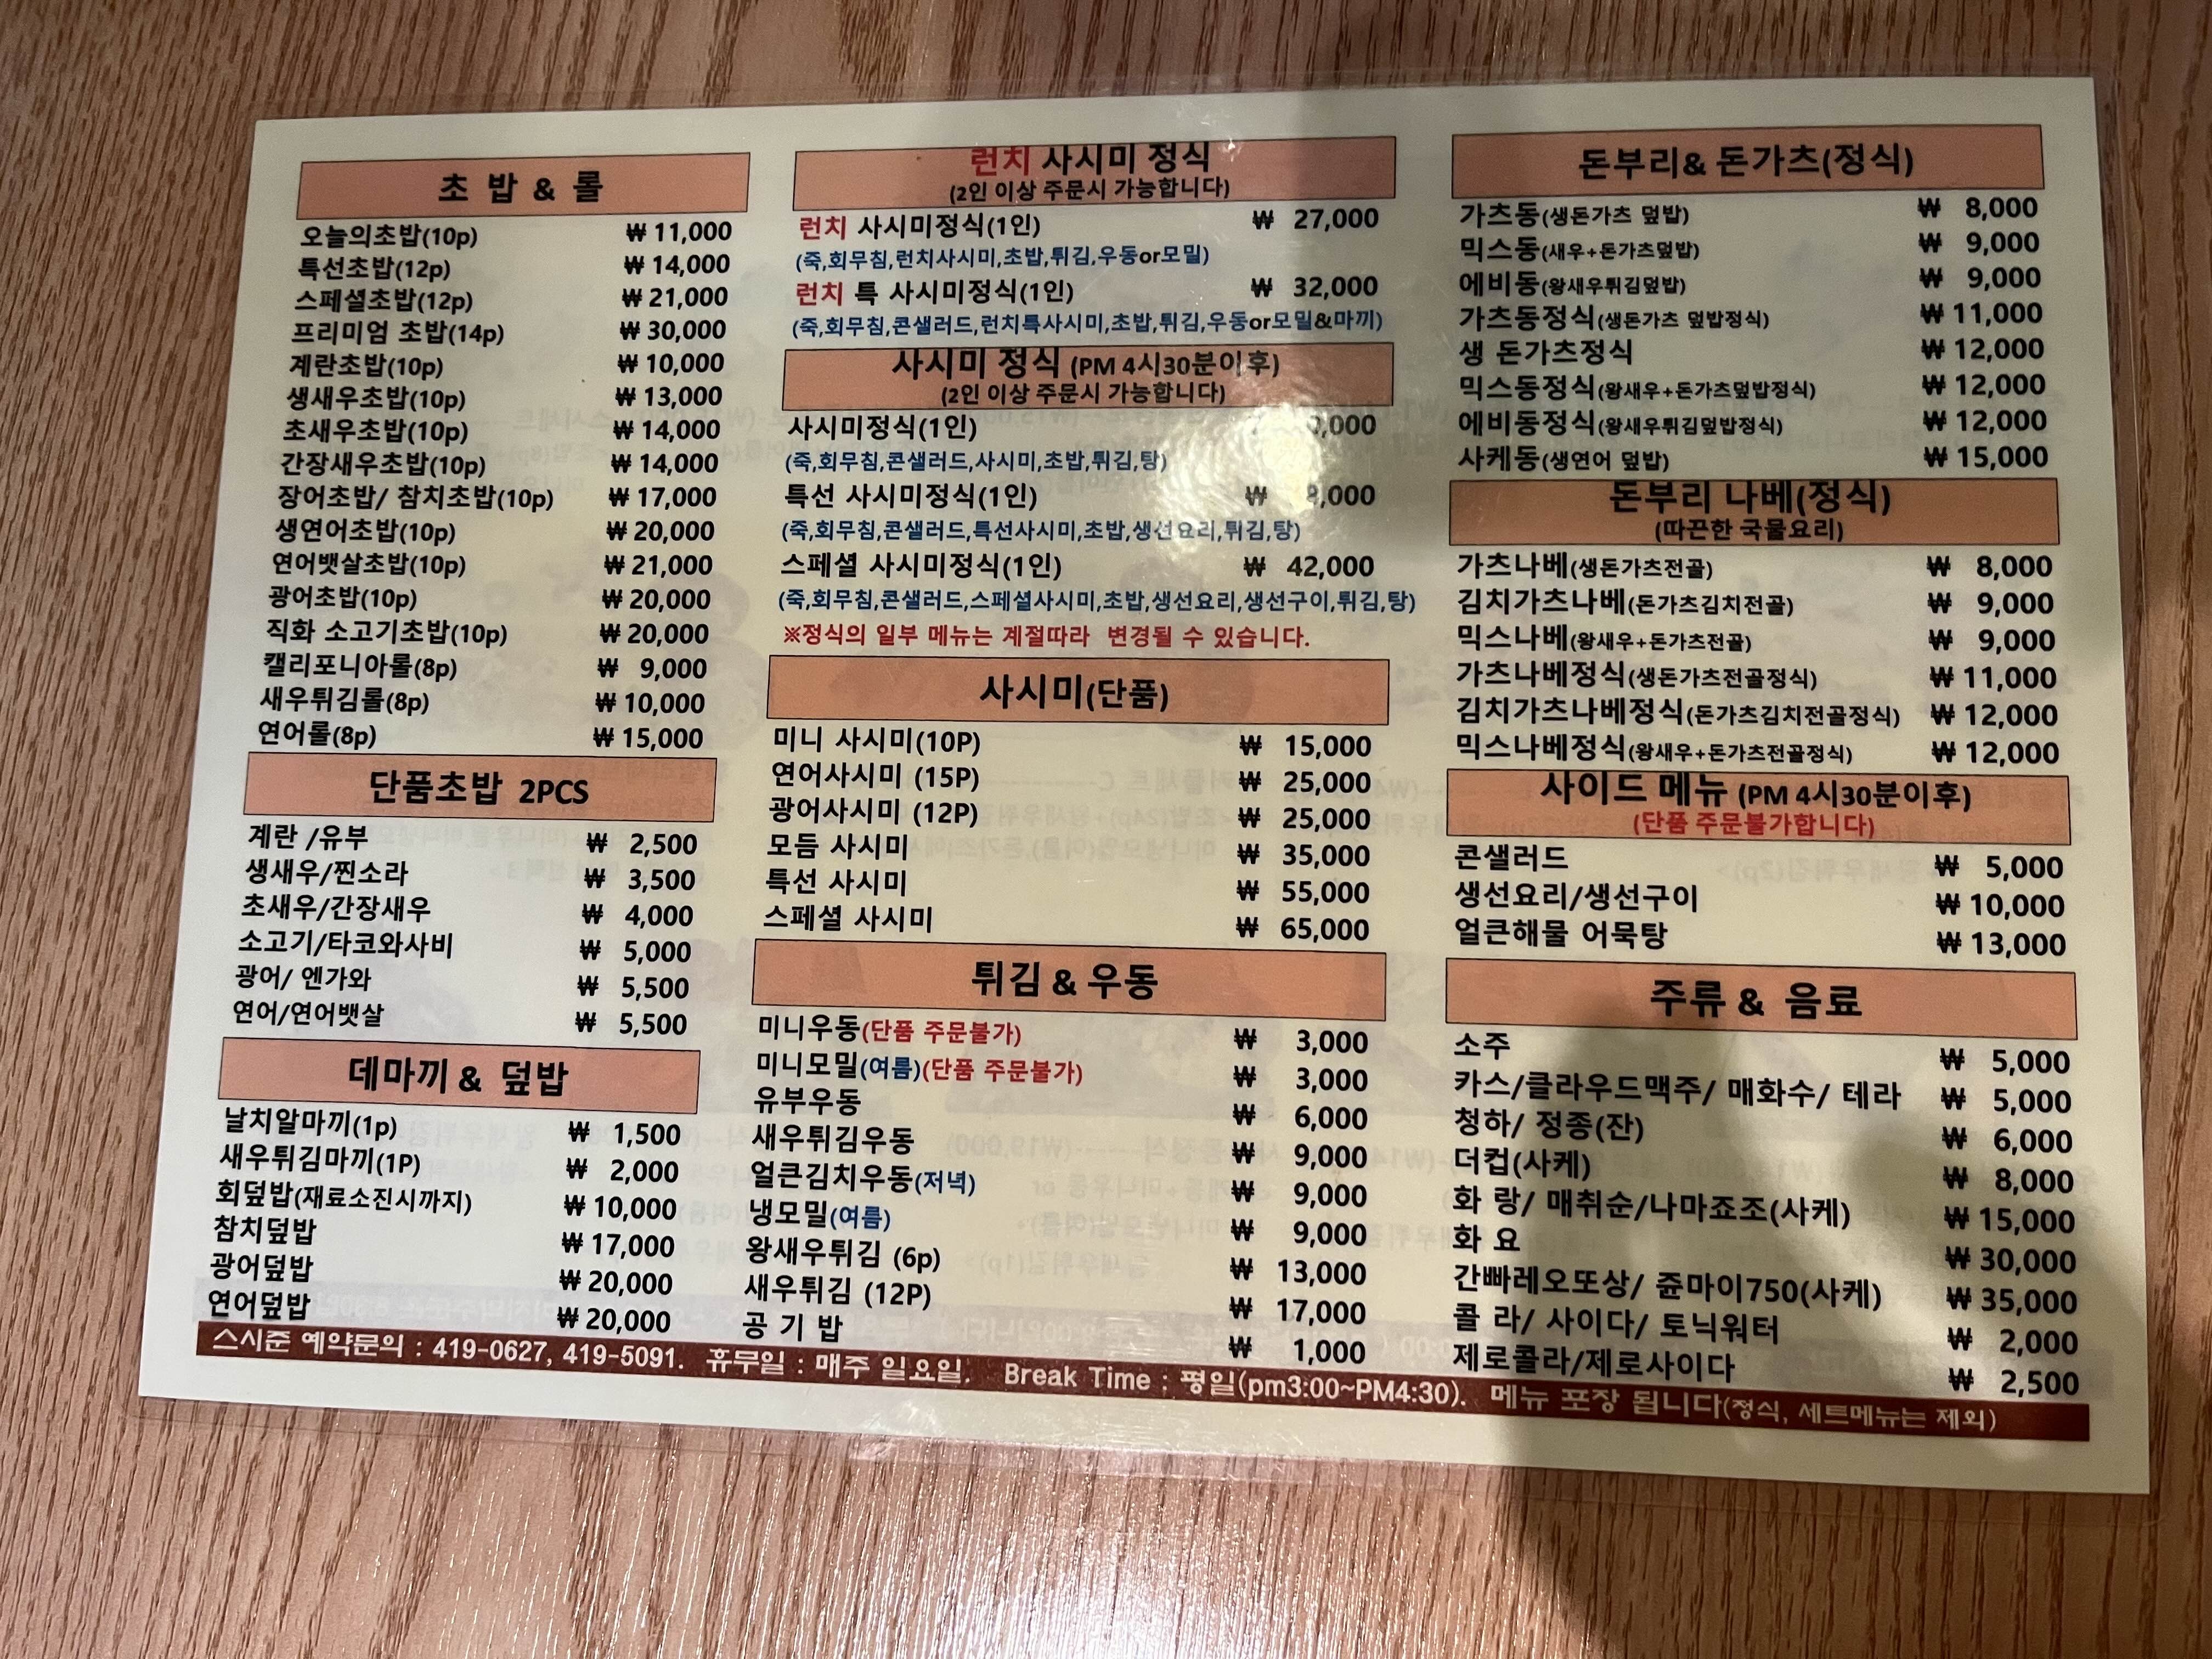 초 밥 & 롤
오늘의초밥(10p) ₩ 11,000
특선초밥(12p) ₩ 14,000
스페셜초밥(12p) ₩ 21,000
프리미엄 초밥(14p) ₩ 30,000
계란초밥(10p) ₩ 10,000
생새우초밥(10p) ₩ 13,000
초새우초밥(10p) ₩ 14,000
간장새우초밥(10p) ₩ 14,000
장어초밥/ 참치초밥(10p) ₩ 17,000
생연어초밥(10p) ₩ 20,000
연어뱃살초밥(10p) ₩ 21,000
광어초밥(10p) ₩ 20,000
직화 소고기초밥(10p) ₩ 20,000
캘리포니아롤(8p) ₩ 9,000
새우튀김롤(8p) ₩ 10,000
연어롤(8p) ₩ 15,000
단품초밥 2PCS
계란 /유부 ₩ 2,500
생새우/찐소라 ₩ 3,500
초새우/간장새우 ₩ 4,000
소고기/타코와사비 ₩ 5,000
광어/ 엔가와 ₩ 5,500
연어/연어뱃살 ₩ 5,500
데마끼 & 덮밥
날치알마끼(1p) ₩ 1,500
새우튀김마끼(1P) ₩ 2,000
회덮밥(재료소진시까지) ₩ 10,000
참치덮밥 ₩ 17,000
광어덮밥 ₩ 20,000
연어덮밥 ₩ 20,000
런치 사시미 정식
(2인 이상 주문시 가능합니다)
런치 사시미정식(1인) ₩ 27,000
(죽,회무침,런치사시미,초밥,튀김,우동or모밀)
런치 특 사시미정식(1인) ₩ 32,000
(죽,회무침,콘샐러드,런치특사시미,초밥,튀김,우동or모밀&마끼)
사시미 정식 (PM 4시30분이후)
(2인 이상 주문시 가능합니다)
사시미정식(1인)
(죽,회무침,콘샐러드,사시미,초밥,튀김,탕)
특선 사시미정식(1인) ₩
(죽,회무침,콘샐러드,특선사시미,초밥,생선요리,튀김,탕)
스페셜 사시미정식(1인) ₩ 42,000
(죽,회무침,콘샐러드,스페셜사시미,초밥,생선요리,생선구이,튀김,탕)
※정식의 일부 메뉴는 계절따라 변경될 수 있습니다.
사시미(단품)
미니 사시미(10P) ₩ 15,000
연어사시미 (15P) ₩ 25,000
광어사시미 (12P) ₩ 25,000
모듬 사시미 ₩ 35,000
특선 사시미 ₩ 55,000
스페셜 사시미 ₩ 65,000
튀김 & 우동
미니우동(단품 주문불가) ₩ 3,000
미니모밀(여름)(단품 주문불가) ₩ 3,000
유부우동 ₩ 6,000
새우튀김우동 ₩ 9,000
얼큰김치우동(저녁) ₩ 9,000
냉모밀(여름) ₩ 9,000
왕새우튀김 (6p) ₩ 13,000
새우튀김 (12P) ₩ 17,000
공 기 밥 ₩ 1,000
돈부리& 돈가츠(정식)
가츠동(생돈가츠 덮밥) ₩ 8,000
믹스동(새우+돈가츠덮밥) ₩ 9,000
에비동(왕새우튀김덮밥) ₩ 9,000
가츠동정식(생돈가츠 덮밥정식) ₩ 11,000
생 돈가츠정식 ₩ 12,000
믹스동정식(왕새우+돈가츠덮밥정식) ₩ 12,000
에비동정식(왕새우튀김덮밥정식) ₩ 12,000
사케동(생연어 덮밥) ₩ 15,000
돈부리 나베(정식)
(따끈한 국물요리)
가츠나베(생돈가츠전골) ₩ 8,000
김치가츠나베(돈가츠김치전골) ₩ 9,000
믹스나베(왕새우+돈가츠전골) ₩ 9,000
가츠나베정식(생돈가츠전골정식) ₩ 11,000
김치가츠나베정식(돈가츠김치전골정식) ₩ 12,000
믹스나베정식(왕새우+돈가츠전골정식) ₩ 12,000
사이드 메뉴 (PM 4시30분이후)
(단품 주문불가합니다)
콘샐러드 ₩ 5,000
생선요리/생선구이 ₩ 10,000
얼큰해물 어묵탕 ₩ 13,000
주류 & 음료
소주 ₩ 5,000
카스/클라우드맥주/ 매화수/ 테라 ₩ 5,000
청하/ 정종(잔) ₩ 6,000
더컵(사케) ₩ 8,000
화 랑/ 매취순/나마죠조(사케) ₩ 15,000
화 요 ₩ 30,000
간빠레오또상/ 쥰마이750(사케) ₩ 35,000
콜 라/ 사이다/ 토닉워터 ₩ 2,000
제로콜라/제로사이다 ₩ 2,500
스시준 예약문의 : 419-0627, 419-5091. 휴무일 : 매주 일요일. Break Time : 평일(pm3:00~PM4:30). 메뉴 포장 됩니다(정식, 세트메뉴는 제외)